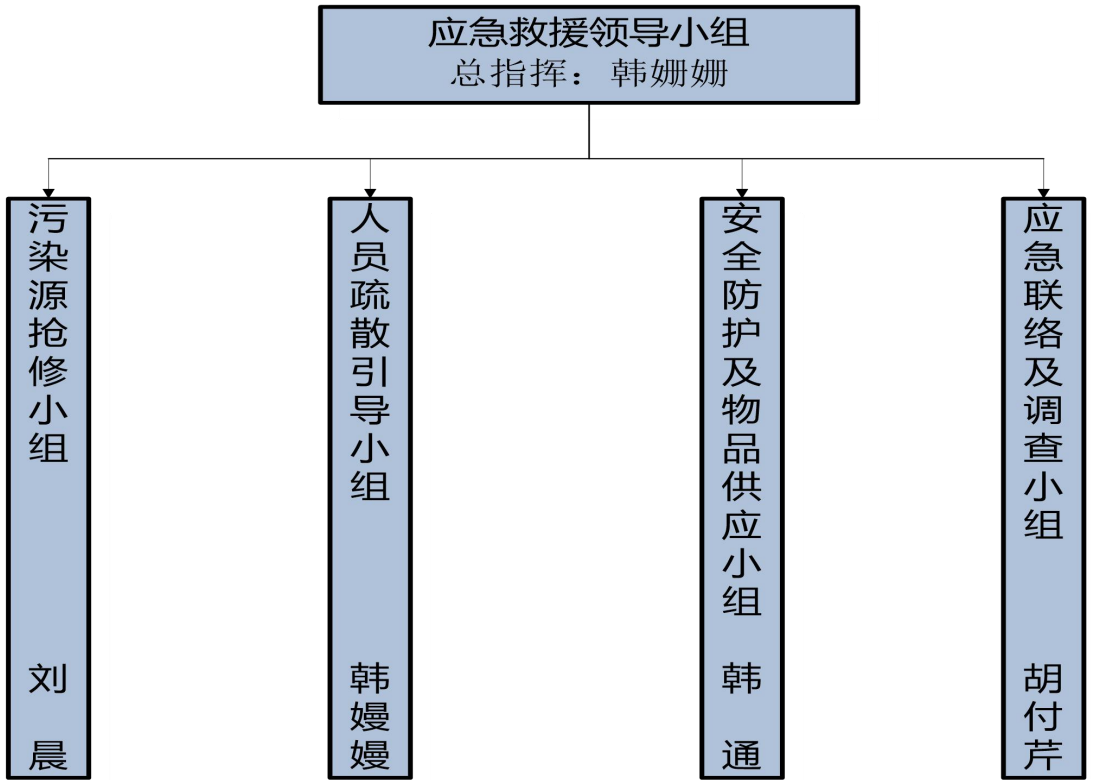 应急救援领导小组
总指挥：韩姗姗
污染源抢修小组 刘晨
人员疏散引导小组 韩嫚嫚
安全防护及物品供应小组 韩通
应急联络及调查小组 胡付芹